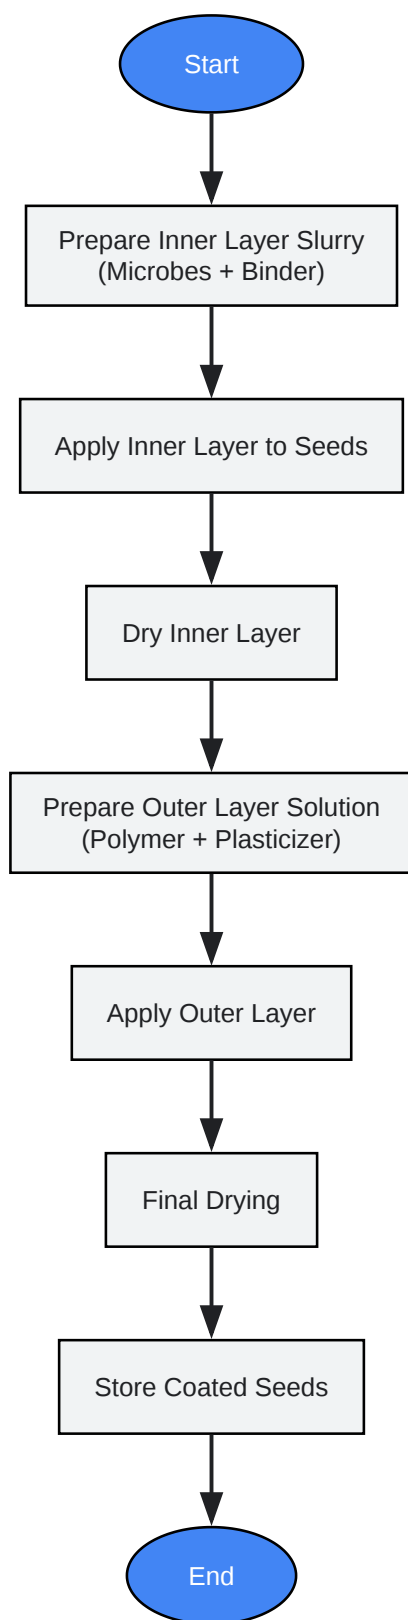 Start
Prepare Inner Layer Slurry
(Microbes + Binder)
Apply Inner Layer to Seeds
Dry Inner Layer
Prepare Outer Layer Solution
(Polymer + Plasticizer)
Apply Outer Layer
Final Drying
Store Coated Seeds
End